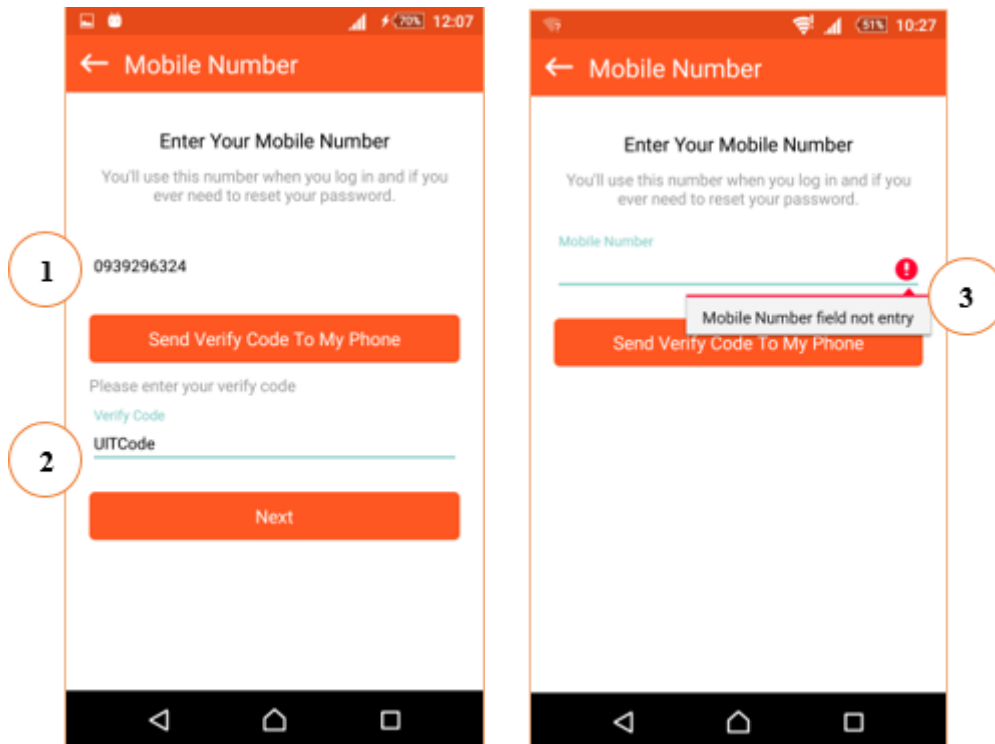 70% 12:07
Mobile Number
Enter Your Mobile Number
You'll use this number when you log in and if you
ever need to reset your password.
1
0939296324
Send Verify Code To My Phone
Please enter your verify code
Verify Code
2
UITCode
Next
51% 10:27
Mobile Number
Enter Your Mobile Number
You'll use this number when you log in and if you
ever need to reset your password.
Mobile Number
3
Mobile Number field not entry
Send Verify Code To My Phone